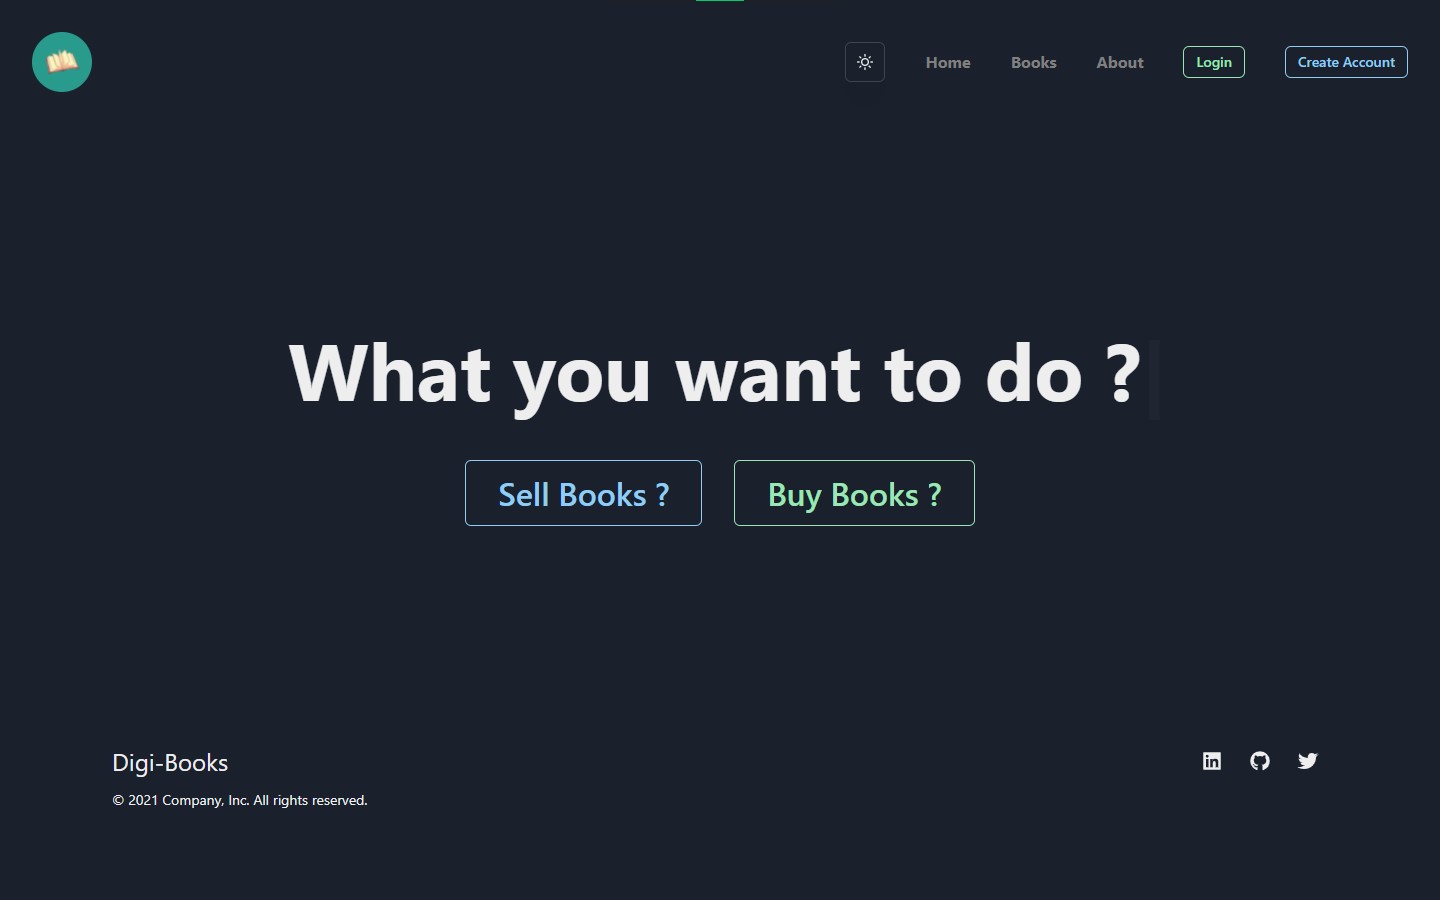 Home Books About Login Create Account
What you want to do ?
Sell Books ? Buy Books ?
Digi-Books
© 2021 Company, Inc. All rights reserved.